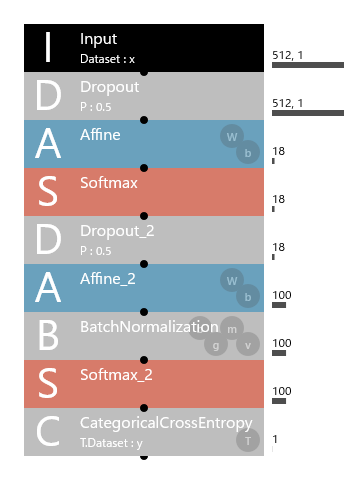 I Input
Dataset : x
512, 1
D Dropout
P : 0.5
512, 1
A Affine W b
18
S Softmax
18
D Dropout_2
P : 0.5
18
A Affine_2 W b
100
B BatchNormalization m g v
100
S Softmax_2
100
C CategoricalCrossEntropy
T.Dataset : y T
1